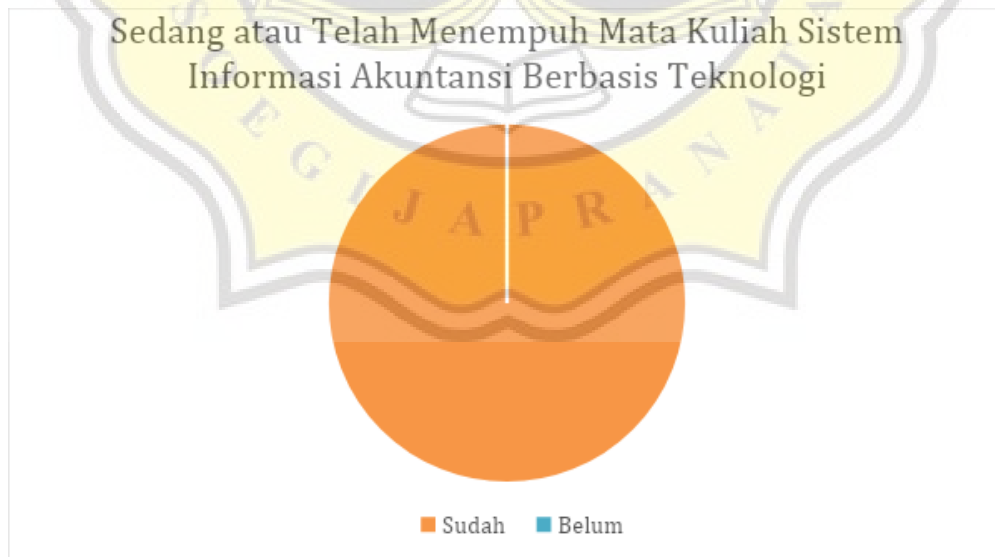 Sedang atau Telah Menempuh Mata Kuliah Sistem
Informasi Akuntansi Berbasis Teknologi
S O E G I J A P R A N A T A
Sudah Belum